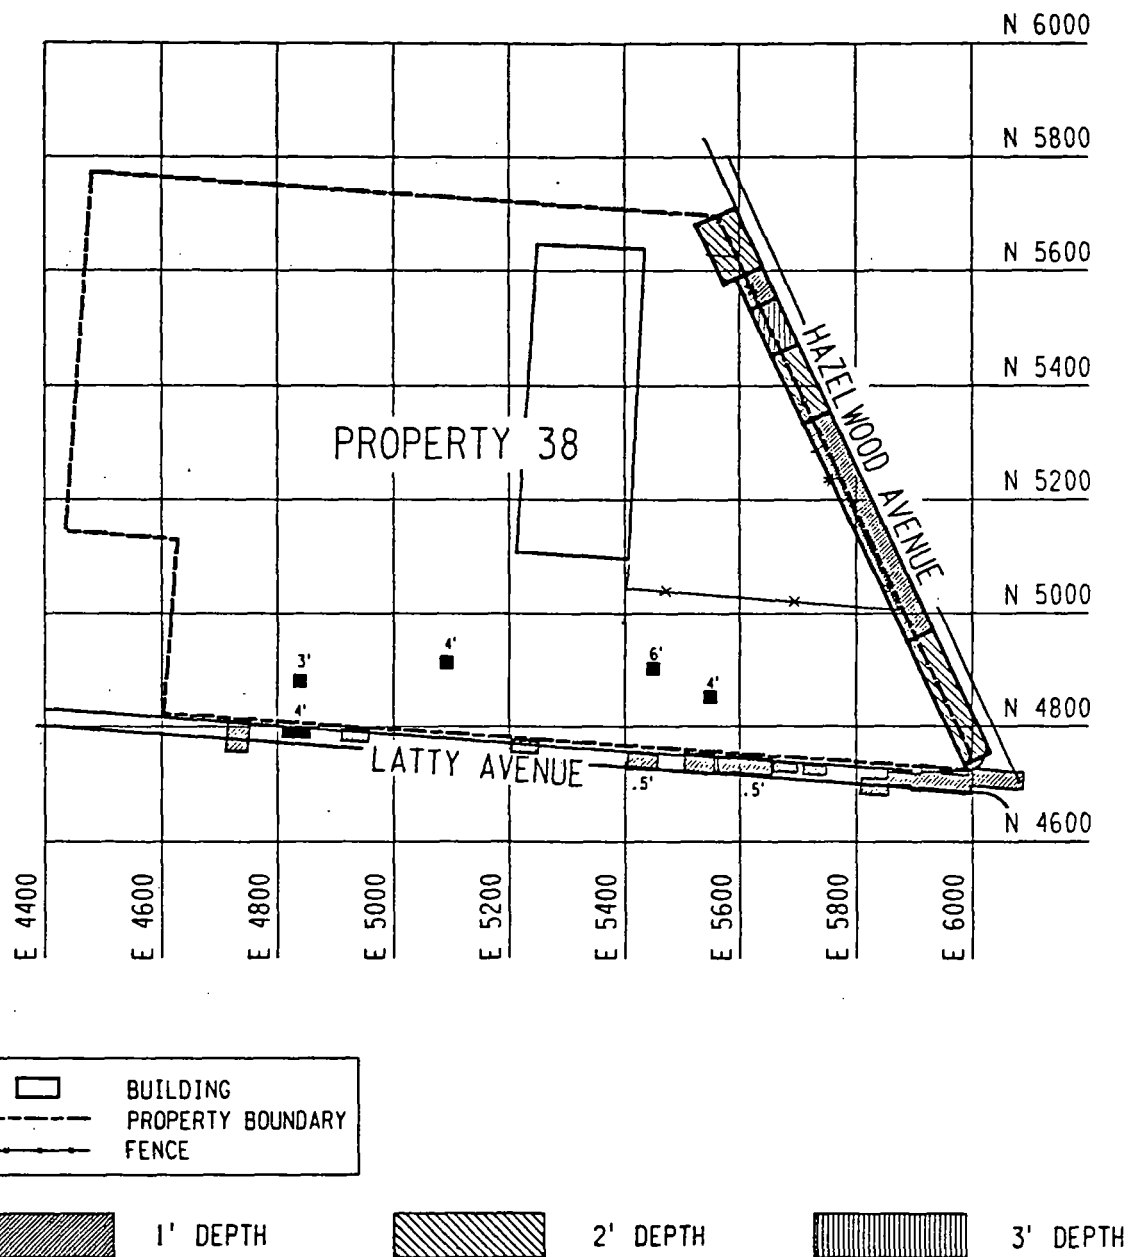 N 6000
N 5800
N 5600
N 5400
N 5200
N 5000
N 4800
N 4600
HAZELWOOD AVENUE
PROPERTY 38
3'
4'
4'
6'
4'
LATTY AVENUE
.5'
.5'
E 4400
E 4600
E 4800
E 5000
E 5200
E 5400
E 5600
E 5800
E 6000
BUILDING
PROPERTY BOUNDARY
FENCE
1' DEPTH
2' DEPTH
3' DEPTH